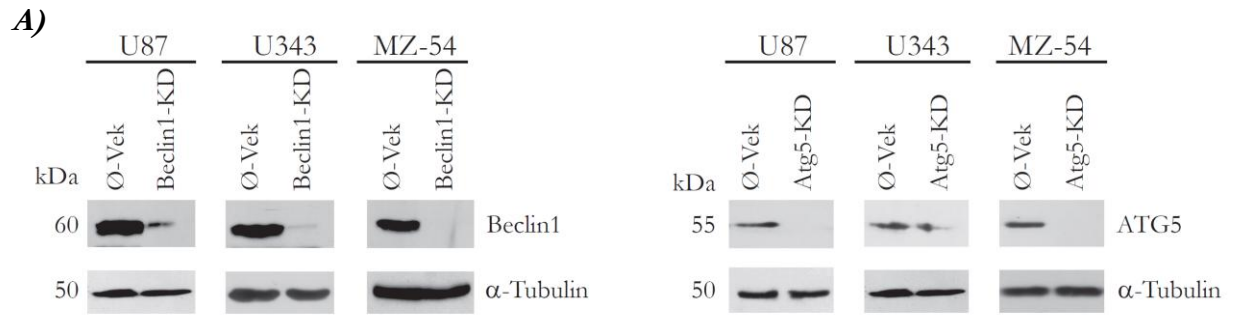 A)
U87 U343 MZ-54 U87 U343 MZ-54
Ø-Vek Beclin1-KD Ø-Vek Beclin1-KD Ø-Vek Beclin1-KD Ø-Vek Atg5-KD Ø-Vek Atg5-KD Ø-Vek Atg5-KD
kDa kDa
60 Beclin1 55 ATG5
50 α-Tubulin 50 α-Tubulin